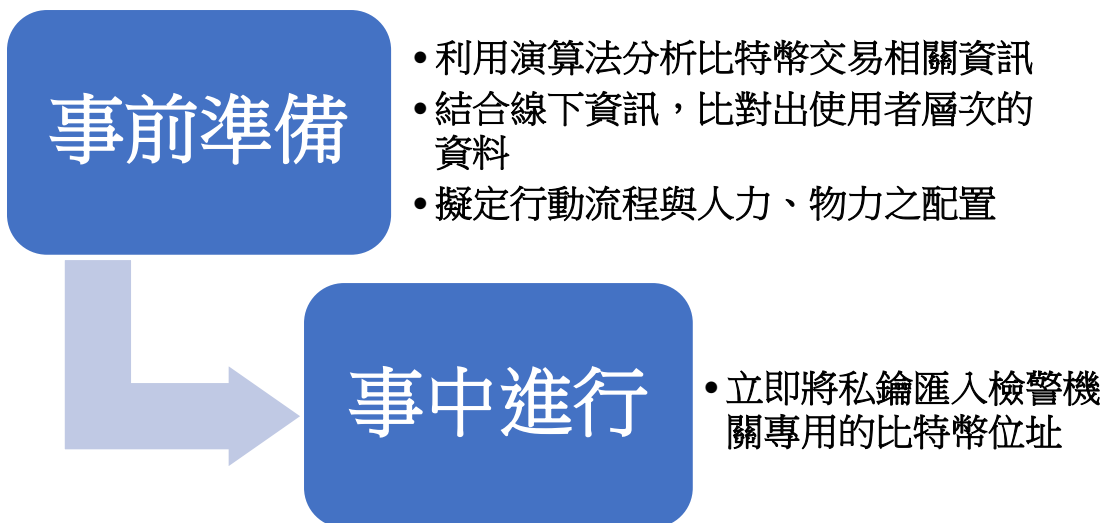 事前準備
•利用演算法分析比特幣交易相關資訊
•結合線下資訊，比對出使用者層次的
資料
•擬定行動流程與人力、物力之配置
事中進行
•立即將私鑰匯入檢警機
關專用的比特幣位址